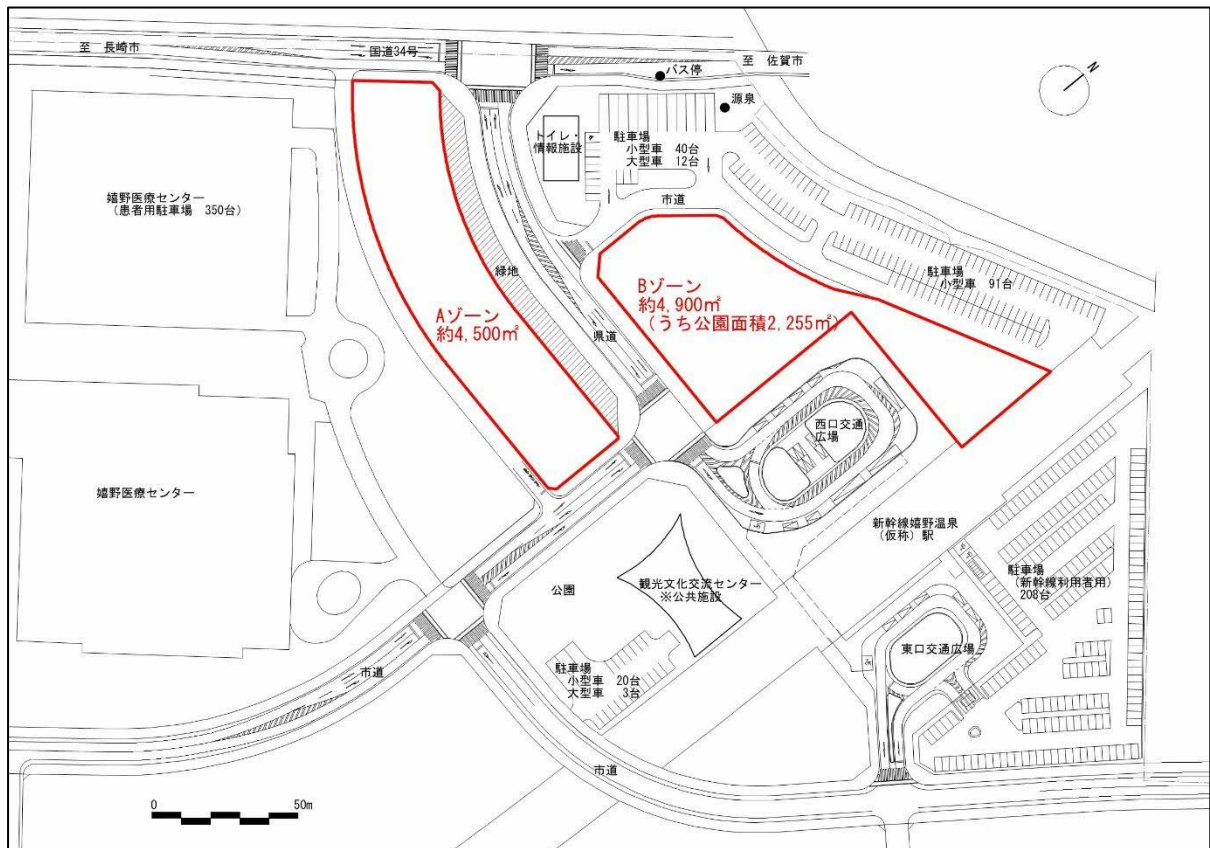 至 長崎市
国道34号
バス停
至 佐賀市
N
源泉
トイレ・
情報施設
駐車場
小型車 40台
大型車 12台
市道
嬉野医療センター
(患者用駐車場 350台)
緑地
駐車場
小型車 91台
Bゾーン
約4,900㎡
(うち公園面積2,255㎡)
Aゾーン
約4,500㎡
県道
西口交通
広場
嬉野医療センター
新幹線嬉野温泉
(仮称)駅
駐車場
(新幹線利用者用)
208台
観光文化交流センター
※公共施設
公園
東口交通広場
駐車場
小型車 20台
大型車 3台
市道
市道
0 50m